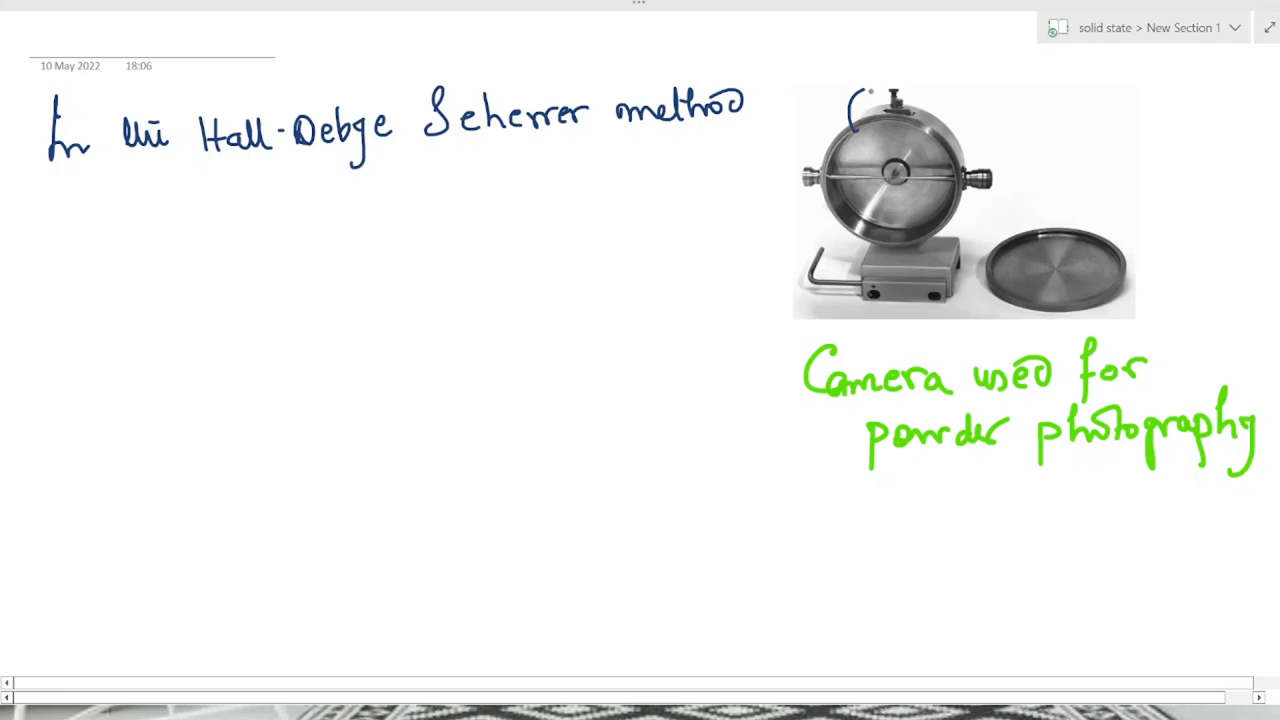 solid state > New Section 1
10 May 2022 18:06
In the Hall-Debye Scherrer method
Camera used for
powder photography